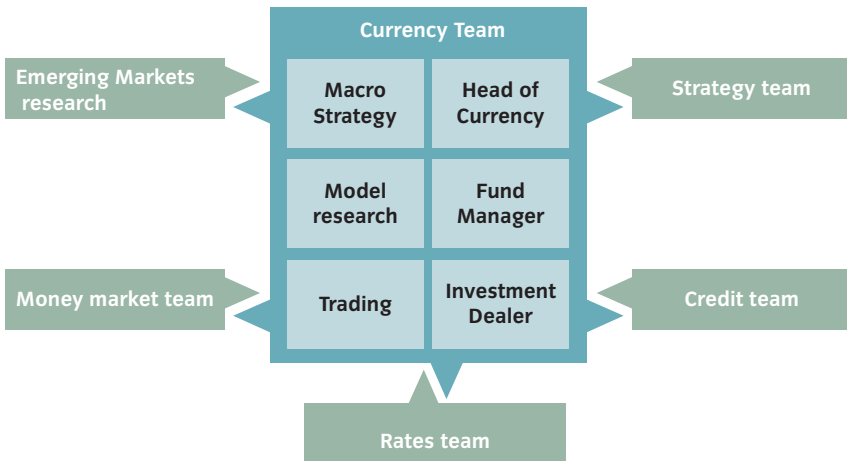 Currency Team
Emerging Markets
research
Macro
Strategy
Head of
Currency
Strategy team
Model
research
Fund
Manager
Money market team
Trading
Investment
Dealer
Credit team
Rates team